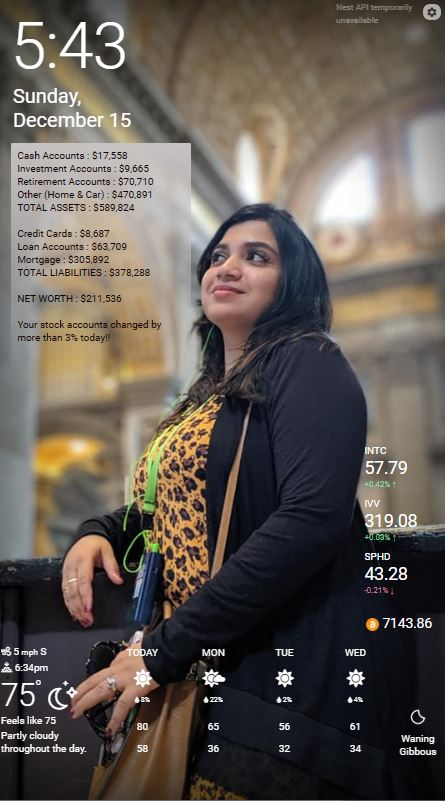 Nest API temporarily
unavailable
5:43
Sunday,
December 15
Cash Accounts : $17,558
Investment Accounts : $9,665
Retirement Accounts : $70,710
Other (Home & Car) : $470,891
TOTAL ASSETS : $589,824
Credit Cards : $8,687
Loan Accounts : $63,709
Mortgage : $305,892
TOTAL LIABILITIES : $378,288
NET WORTH : $211,536
Your stock accounts changed by
more than 3% today!!
INTC
57.79
+0.42% ↑
IVV
319.08
+0.03% ↑
SPHD
43.28
-0.21% ↓
7143.86
5 mph S
6:34pm
75°
Feels like 75
Partly cloudy
throughout the day.
TODAY MON TUE WED
8% 22% 2% 4%
80 65 56 61
58 36 32 34
Waning
Gibbous